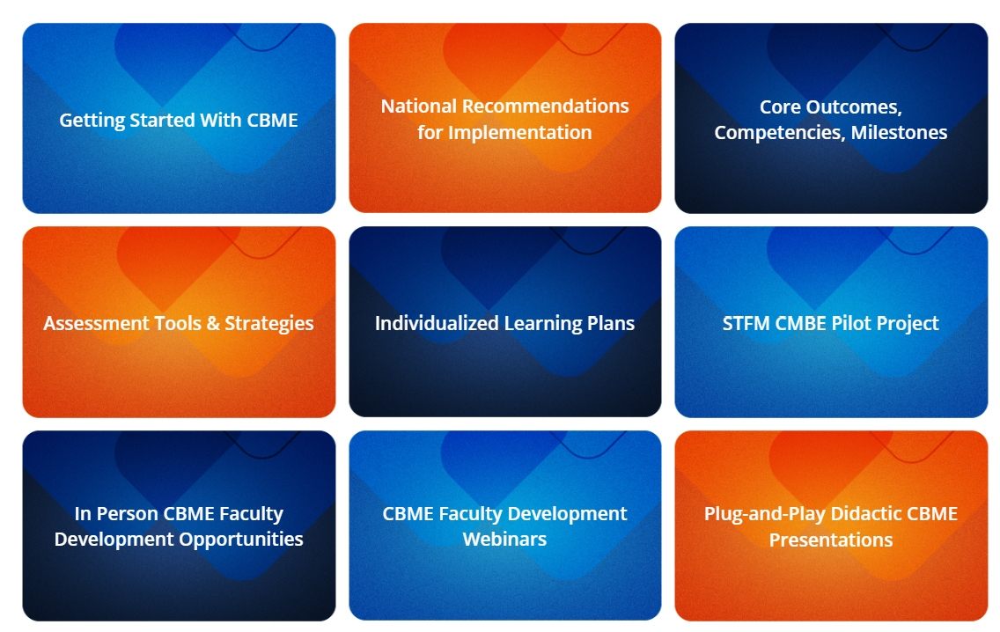 Getting Started With CBME
National Recommendations
for Implementation
Core Outcomes,
Competencies, Milestones
Assessment Tools & Strategies
Individualized Learning Plans
STFM CMBE Pilot Project
In Person CBME Faculty
Development Opportunities
CBME Faculty Development
Webinars
Plug-and-Play Didactic CBME
Presentations